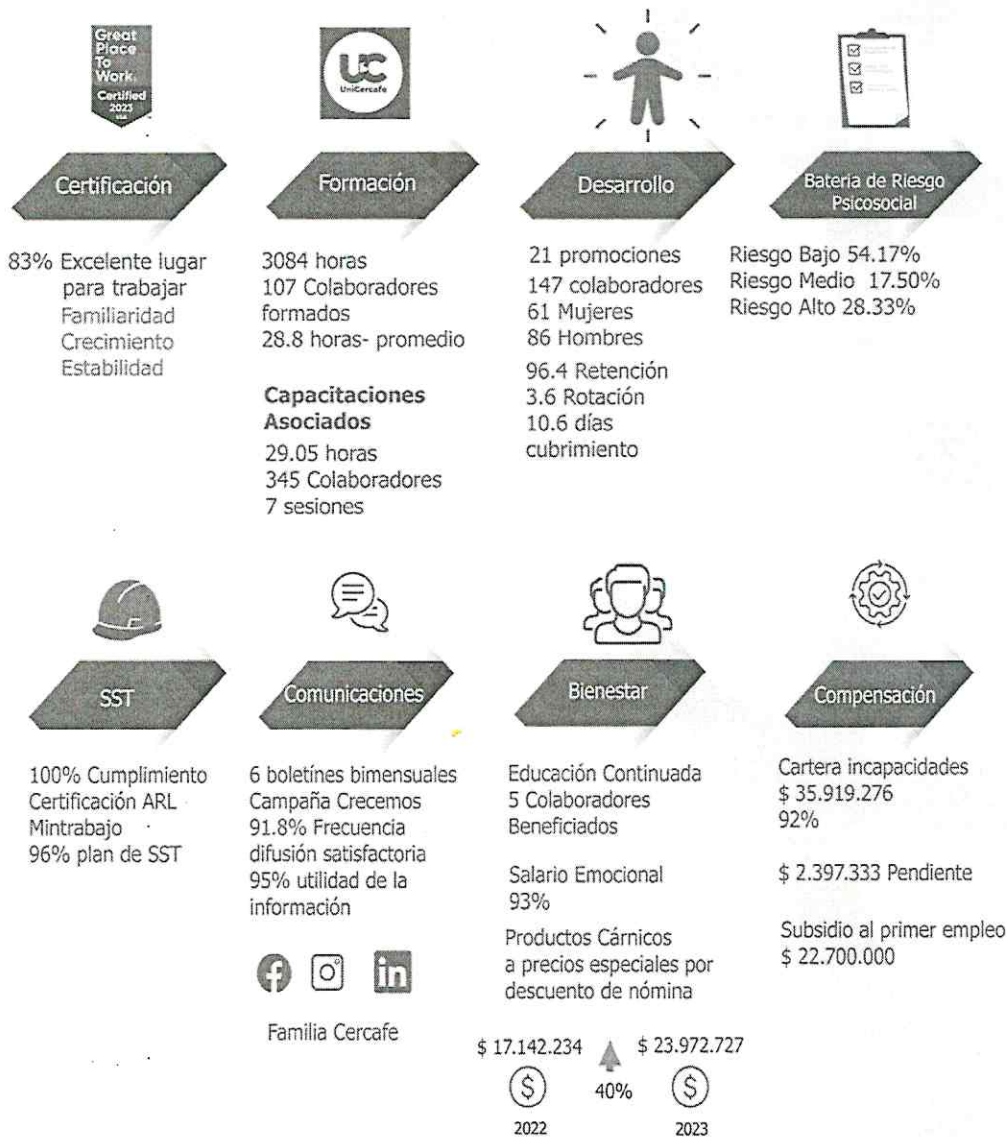 Great
Place
To
Work.
Certified
2023
U&C
UniCercafe
Certificación
83% Excelente lugar
para trabajar
Familiaridad
Crecimiento
Estabilidad
Formación
3084 horas
107 Colaboradores
formados
28.8 horas- promedio
Capacitaciones
Asociados
29.05 horas
345 Colaboradores
7 sesiones
Desarrollo
21 promociones
147 colaboradores
61 Mujeres
86 Hombres
96.4 Retención
3.6 Rotación
10.6 días
cubrimiento
Bateria de Riesgo
Psicosocial
Riesgo Bajo 54.17%
Riesgo Medio 17.50%
Riesgo Alto 28.33%
SST
100% Cumplimiento
Certificación ARL
Mintrabajo
96% plan de SST
Comunicaciones
6 boletínes bimensuales
Campaña Crecemos
91.8% Frecuencia
difusión satisfactoria
95% utilidad de la
información
f
in
Familia Cercafe
Bienestar
Educación Continuada
5 Colaboradores
Beneficiados
Salario Emocional
93%
Productos Cárnicos
a precios especiales por
descuento de nómina
$ 17.142.234
$ 23.972.727
$
40%
$
2022
2023
Compensación
Cartera incapacidades
$ 35.919.276
92%
$ 2.397.333 Pendiente
Subsidio al primer empleo
$ 22.700.000